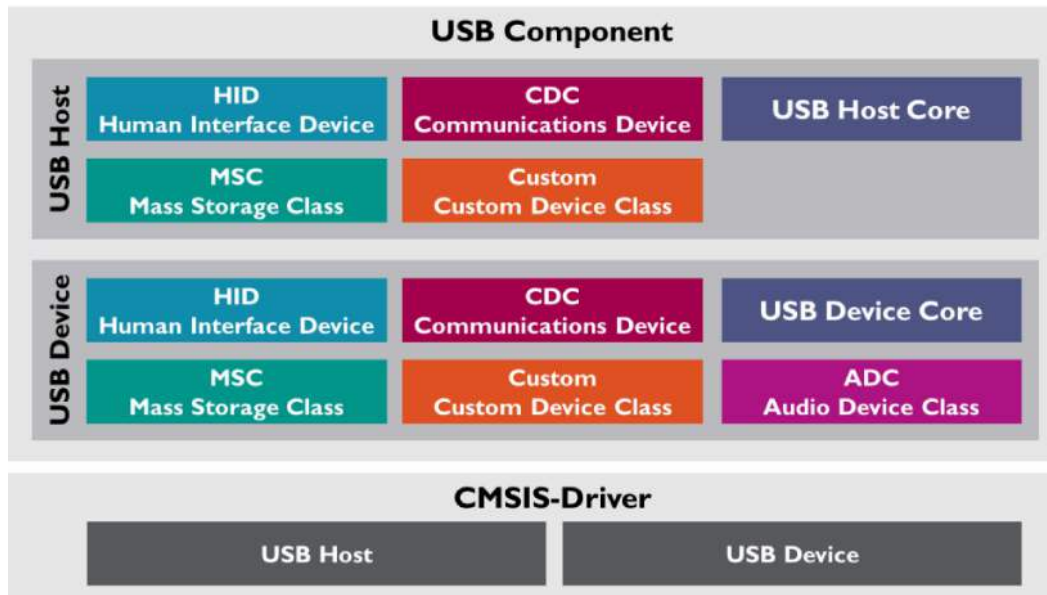 USB Component
USB Host
HID
Human Interface Device
CDC
Communications Device
USB Host Core
MSC
Mass Storage Class
Custom
Custom Device Class
USB Device
HID
Human Interface Device
CDC
Communications Device
USB Device Core
MSC
Mass Storage Class
Custom
Custom Device Class
ADC
Audio Device Class
CMSIS-Driver
USB Host
USB Device